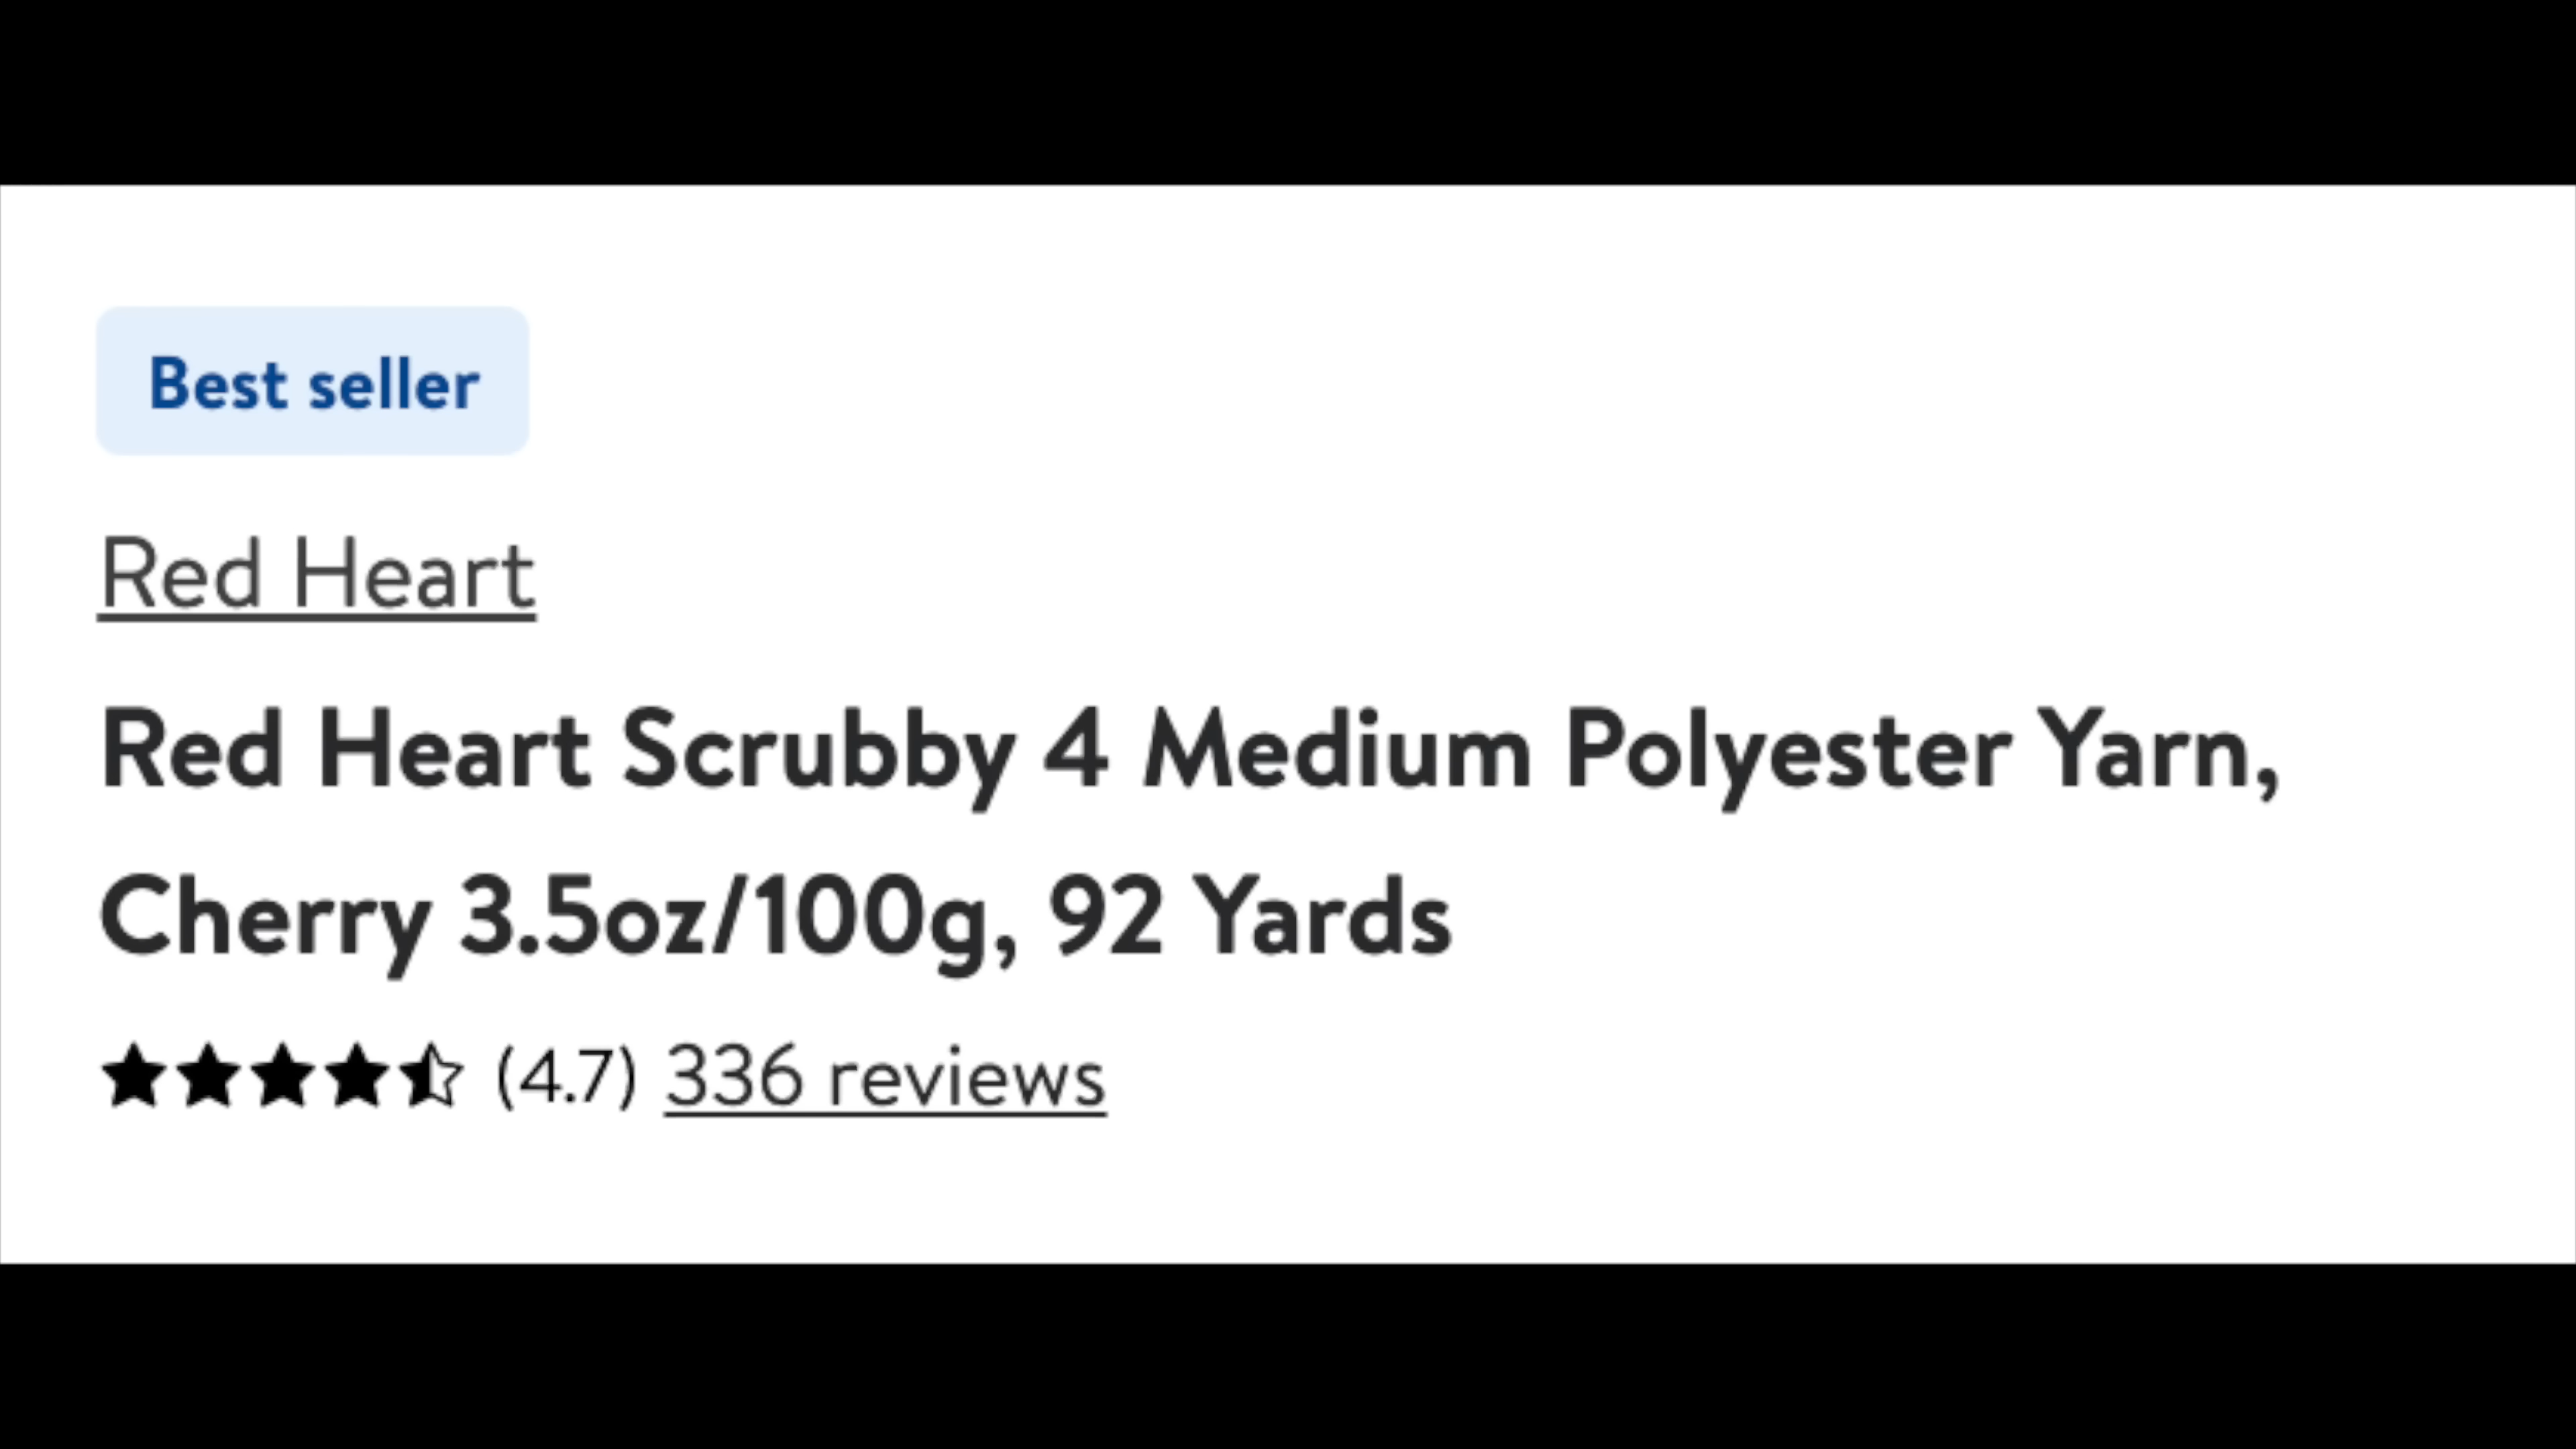 Best seller
Red Heart
Red Heart Scrubby 4 Medium Polyester Yarn,
Cherry 3.5oz/100g, 92 Yards
(4.7) 336 reviews